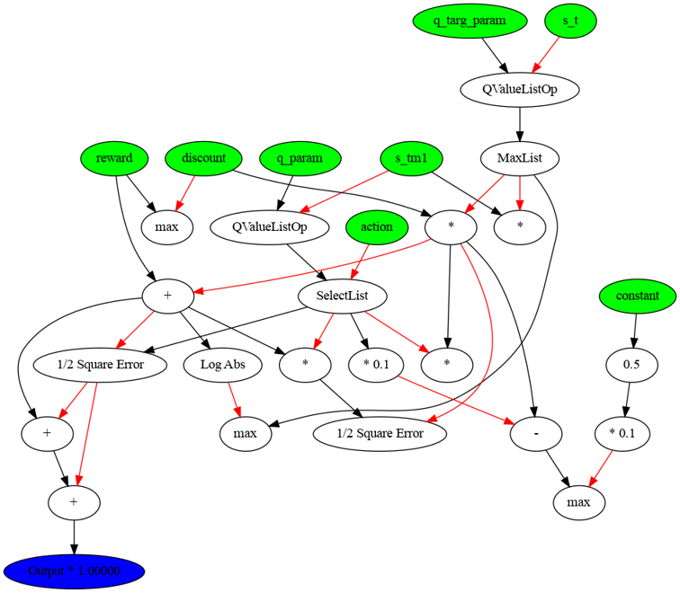 q_targ_param s_t
QValueListOp
reward discount q_param s_tm1 MaxList
max QValueListOp action * *
+ SelectList constant
1/2 Square Error Log Abs * * 0.1 * 0.5
+ max 1/2 Square Error - * 0.1
+ max
Output * 1.00000